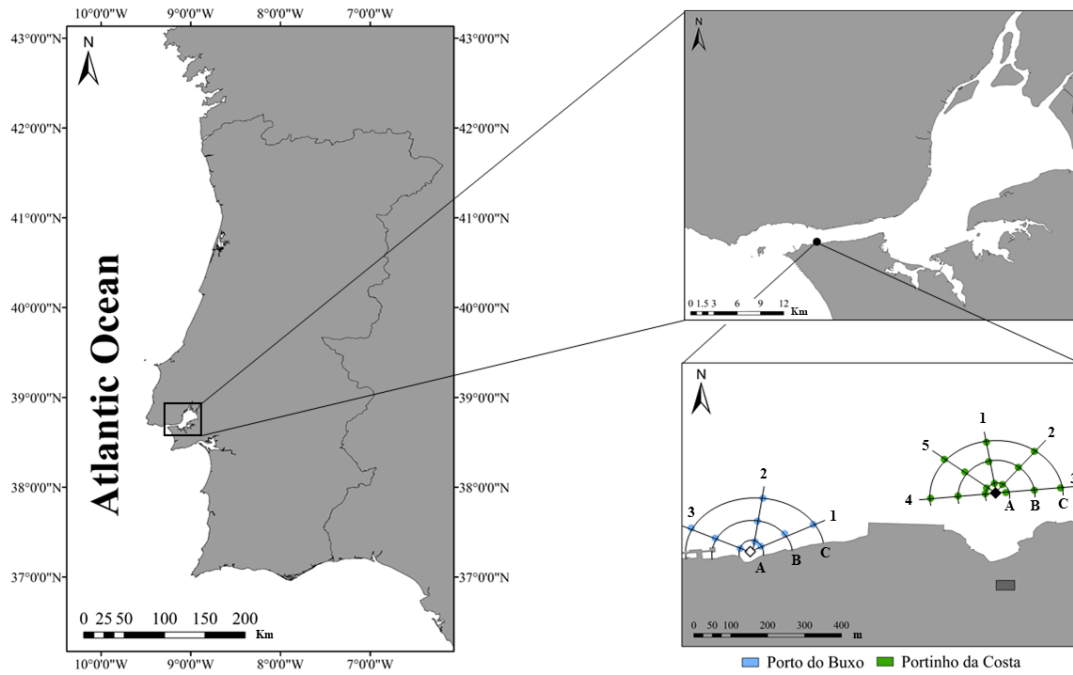 10°0'0"W 9°0'0"W 8°0'0"W 7°0'0"W
43°0'0"N
43°0'0"N
N
42°0'0"N
42°0'0"N
41°0'0"N
41°0'0"N
40°0'0"N
40°0'0"N
39°0'0"N
39°0'0"N
38°0'0"N
38°0'0"N
37°0'0"N
37°0'0"N
Atlantic Ocean
0 25 50 100 150 200
Km
10°0'0"W 9°0'0"W 8°0'0"W 7°0'0"W
N
0 1.5 3 6 9 12
Km
N
1
2
5
3
4
A B C
2
3
1
A
B
C
0 50 100 200 300 400
m
Porto do Buxo
Portinho da Costa